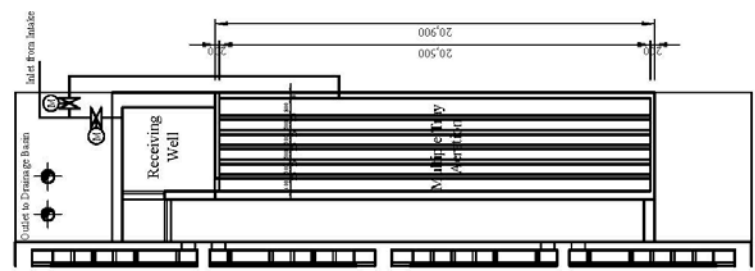 20,900
20,500
200
200
Inlet from Intake
M
M
Receiving
Well
Multiple Tray
Aeration
Outlet to Drainage Basin